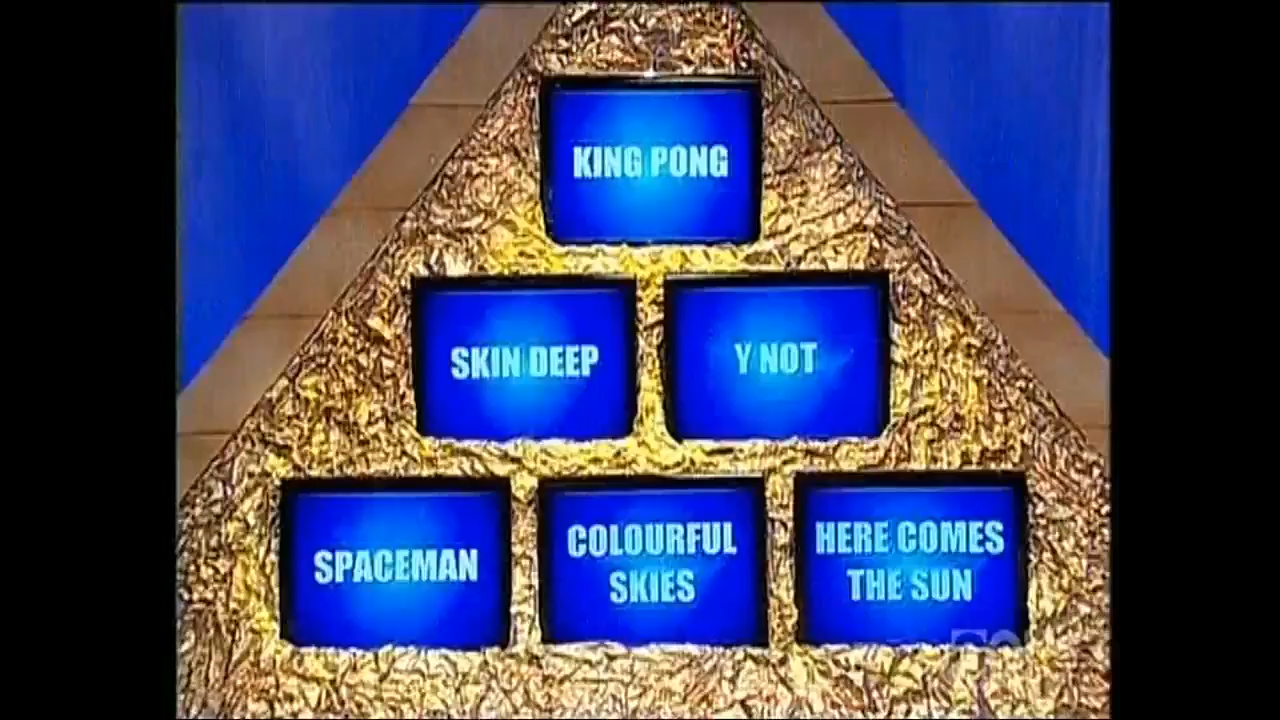 KING PONG
SKIN DEEP
Y NOT
SPACEMAN
COLOURFUL
SKIES
HERE COMES
THE SUN